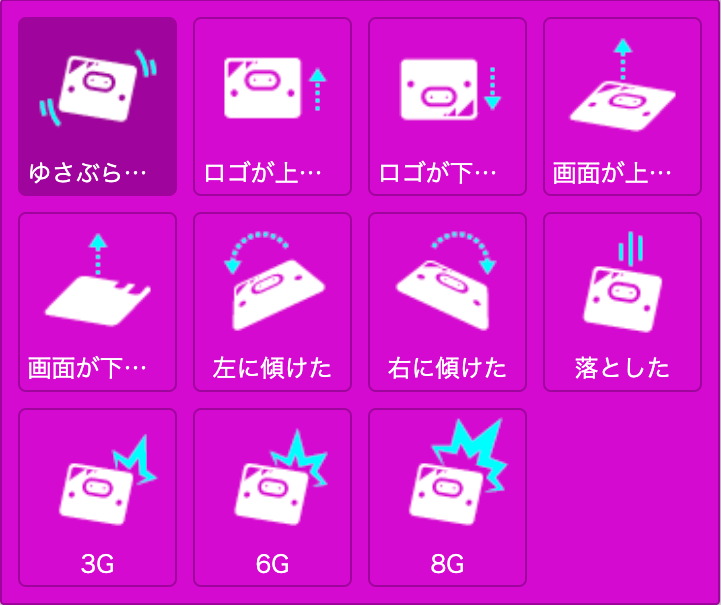 ゆさぶら…
ロゴが上…
ロゴが下…
画面が上…
画面が下…
左に傾けた
右に傾けた
落とした
3G
6G
8G